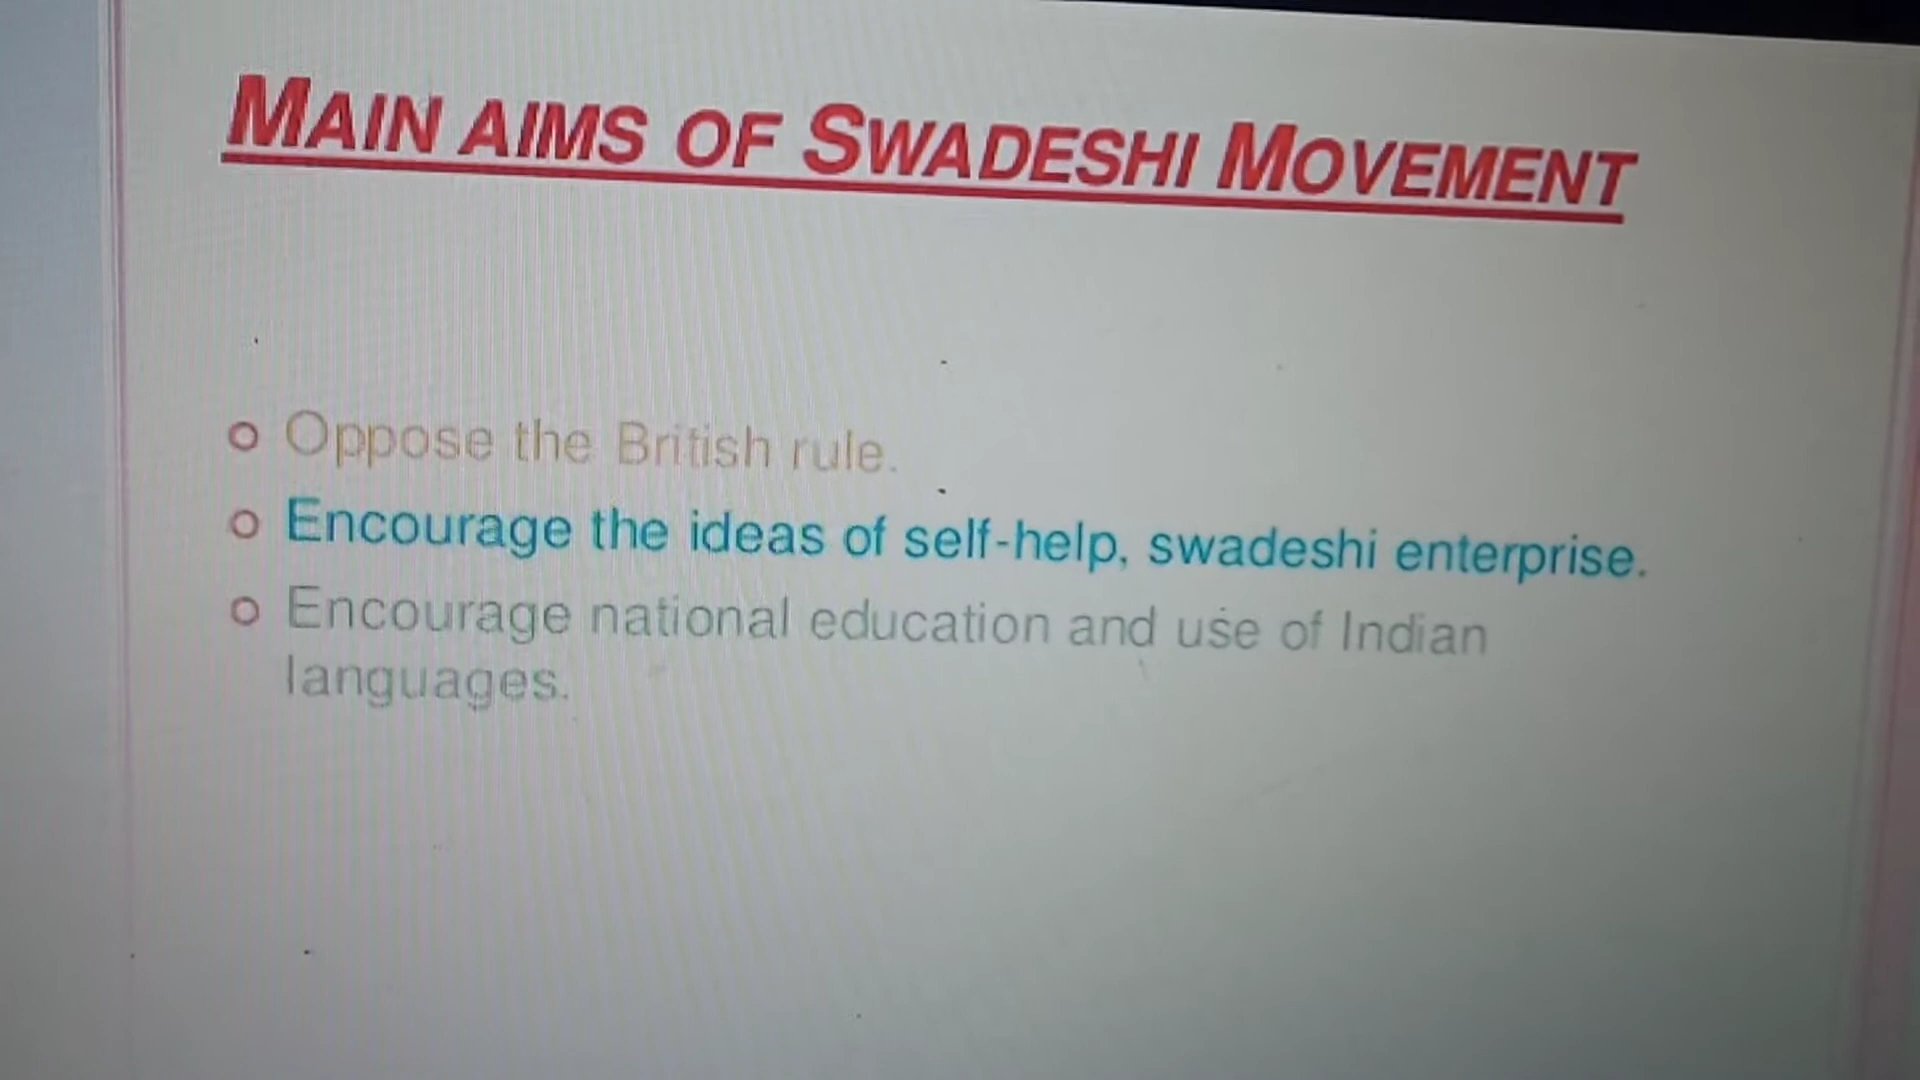 MAIN AIMS OF SWADESHI MOVEMENT
Oppose the British rule.
Encourage the ideas of self-help, swadeshi enterprise.
Encourage national education and use of Indian
languages.